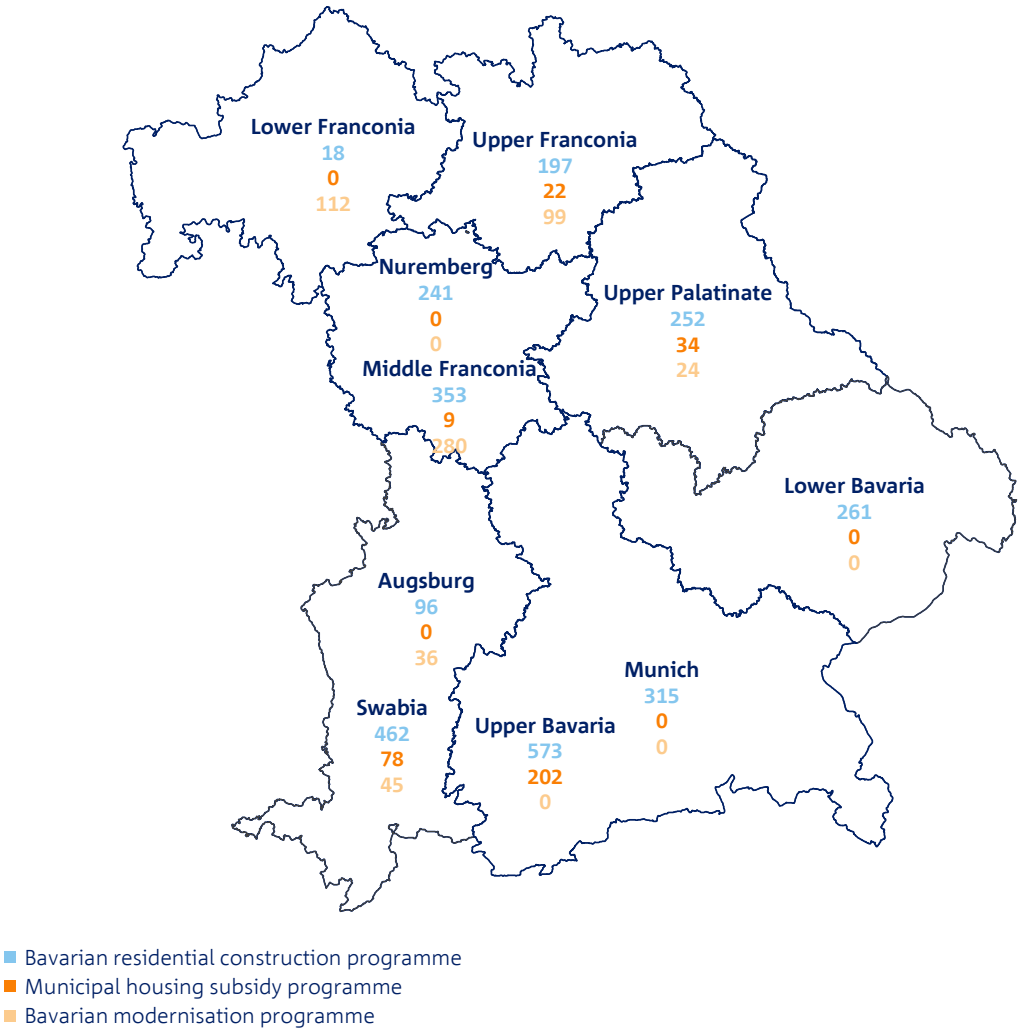 Lower Franconia
18
0
112
Upper Franconia
197
22
99
Nuremberg
241
0
0
Upper Palatinate
252
34
24
Middle Franconia
353
9
280
Lower Bavaria
261
0
0
Augsburg
96
0
36
Munich
315
0
0
Swabia
462
78
45
Upper Bavaria
573
202
0
Bavarian residential construction programme
Municipal housing subsidy programme
Bavarian modernisation programme